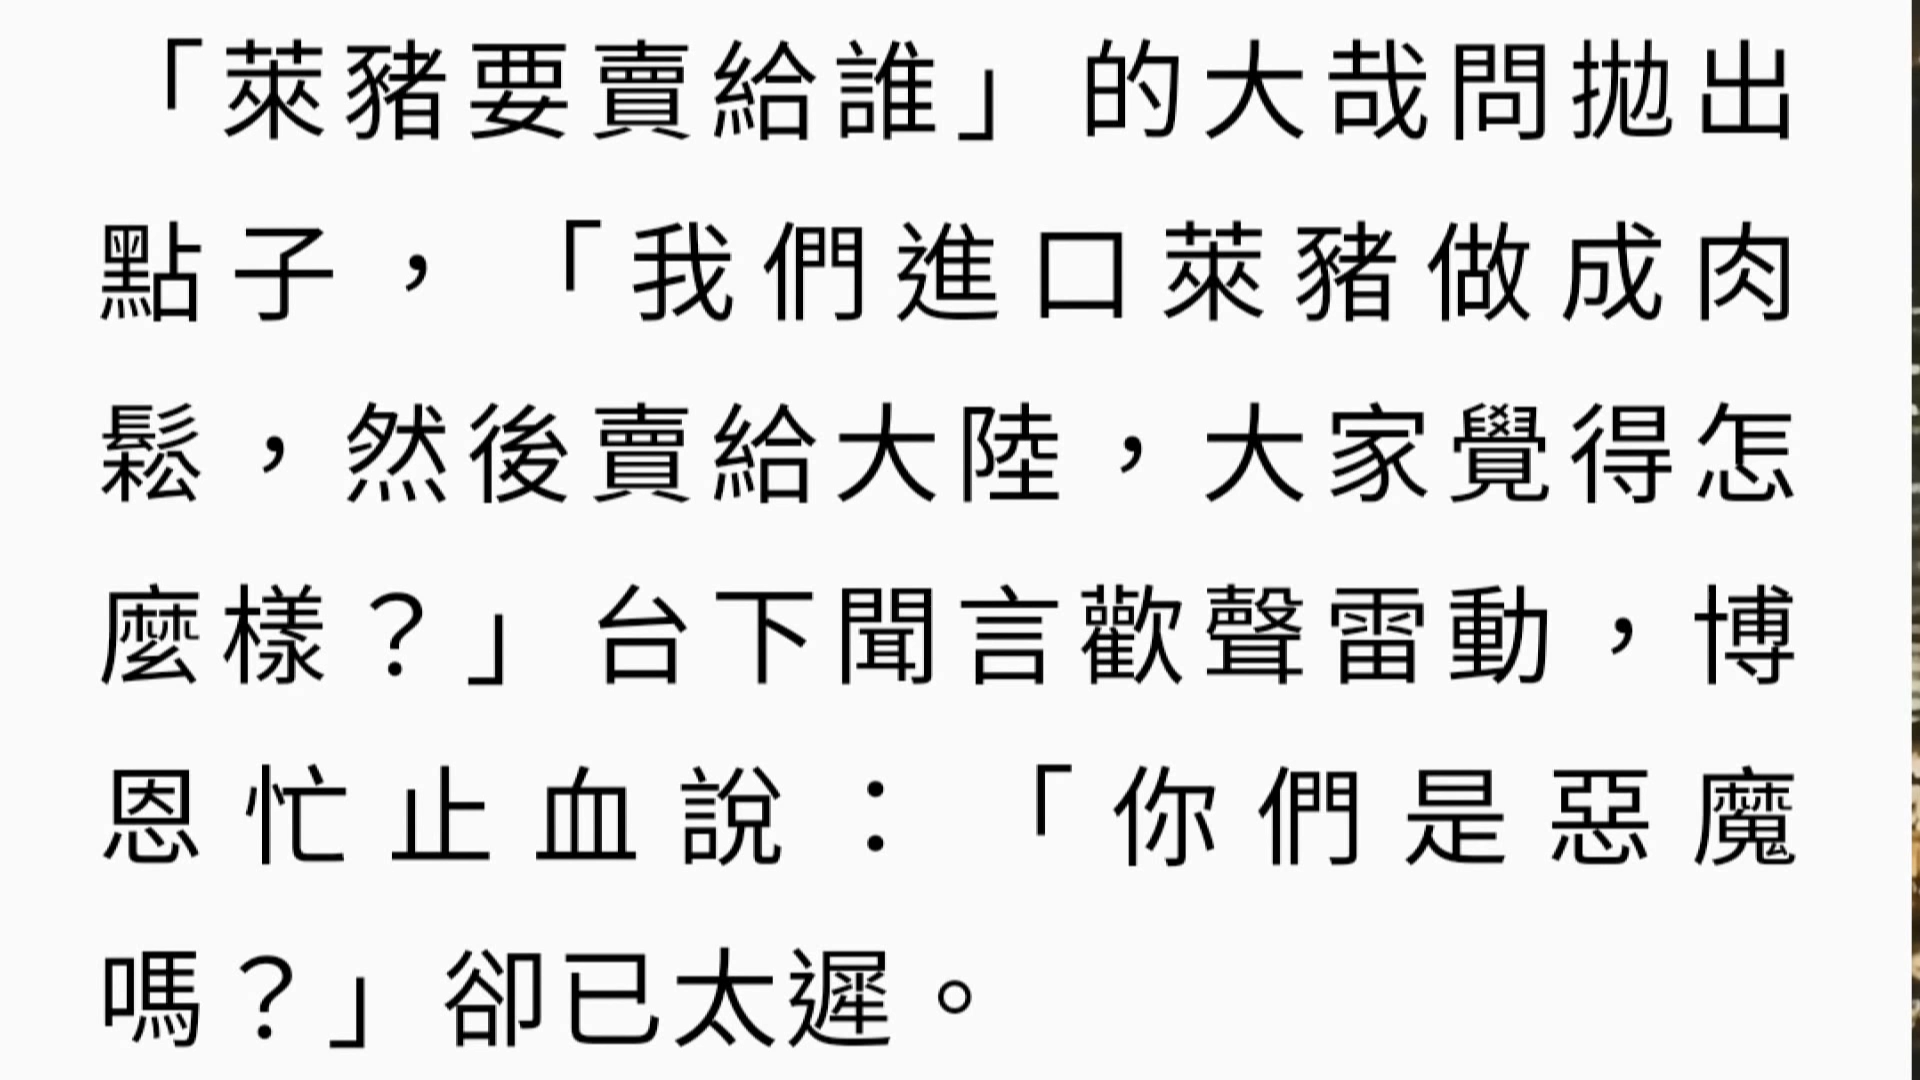 「萊豬要賣給誰」的大哉問拋出
點子，「我們進口萊豬做成肉
鬆，然後賣給大陸，大家覺得怎
麼樣？」台下聞言歡聲雷動，博
恩忙止血說：「你們是惡魔
嗎？」卻已太遲。